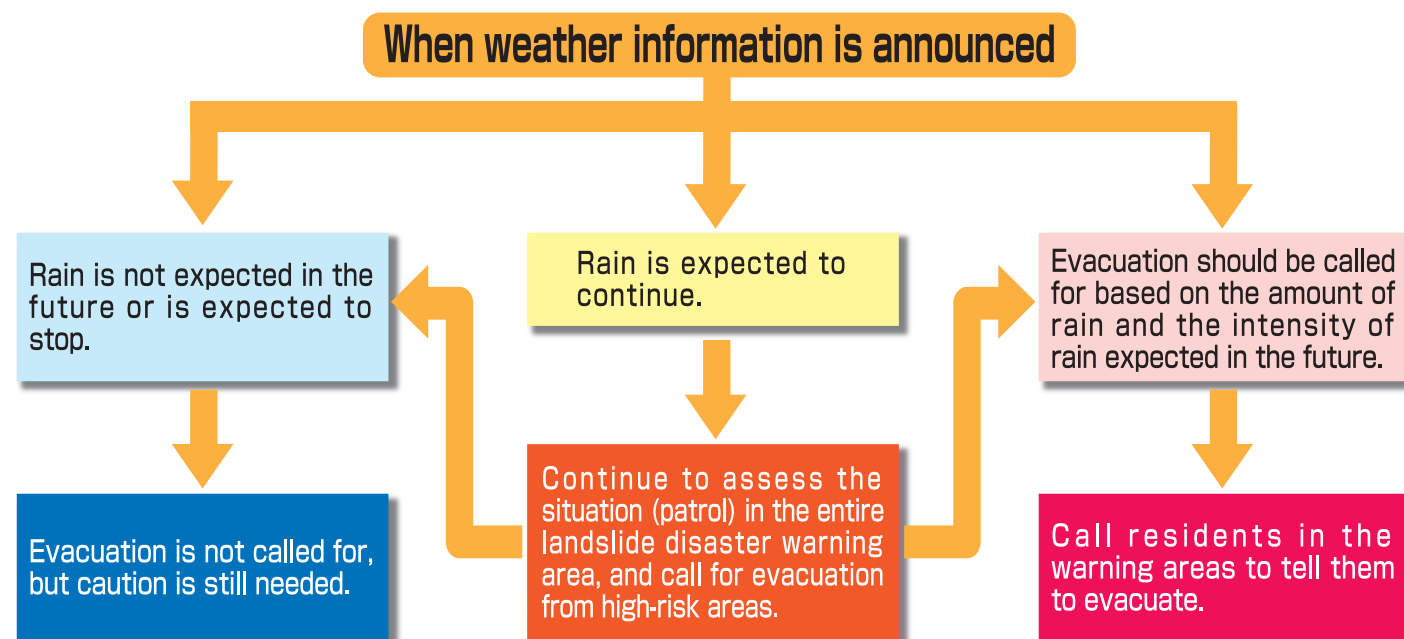 When weather information is announced
Rain is not expected in the
future or is expected to
stop.
Rain is expected to
continue.
Evacuation should be called
for based on the amount of
rain and the intensity of
rain expected in the future.
Evacuation is not called for,
but caution is still needed.
Continue to assess the
situation (patrol) in the entire
landslide disaster warning
area, and call for evacuation
from high-risk areas.
Call residents in the
warning areas to tell them
to evacuate.